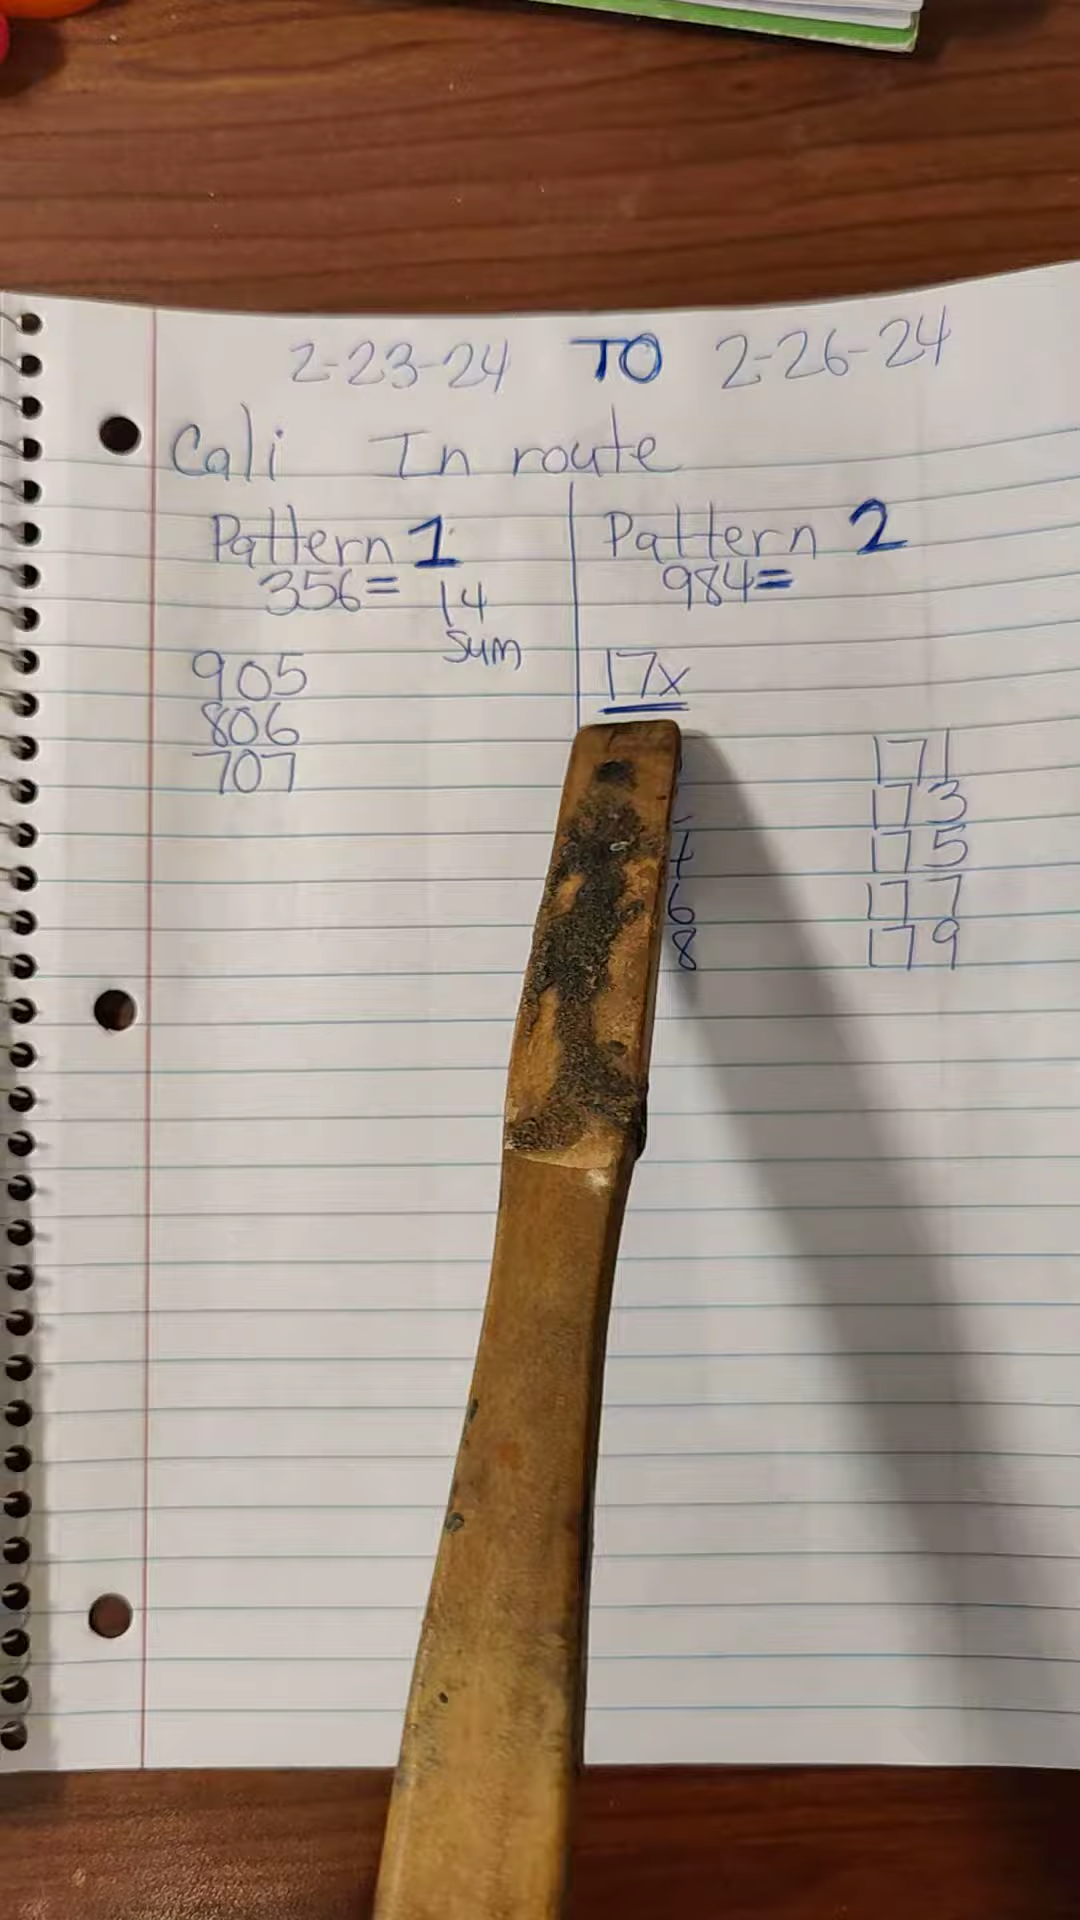 2-23-24 TO 2-26-24
Cali In route
Pattern 1
356= 14
Sum
905
806
707
Pattern 2
984=
17x
6
8
171
173
175
177
179